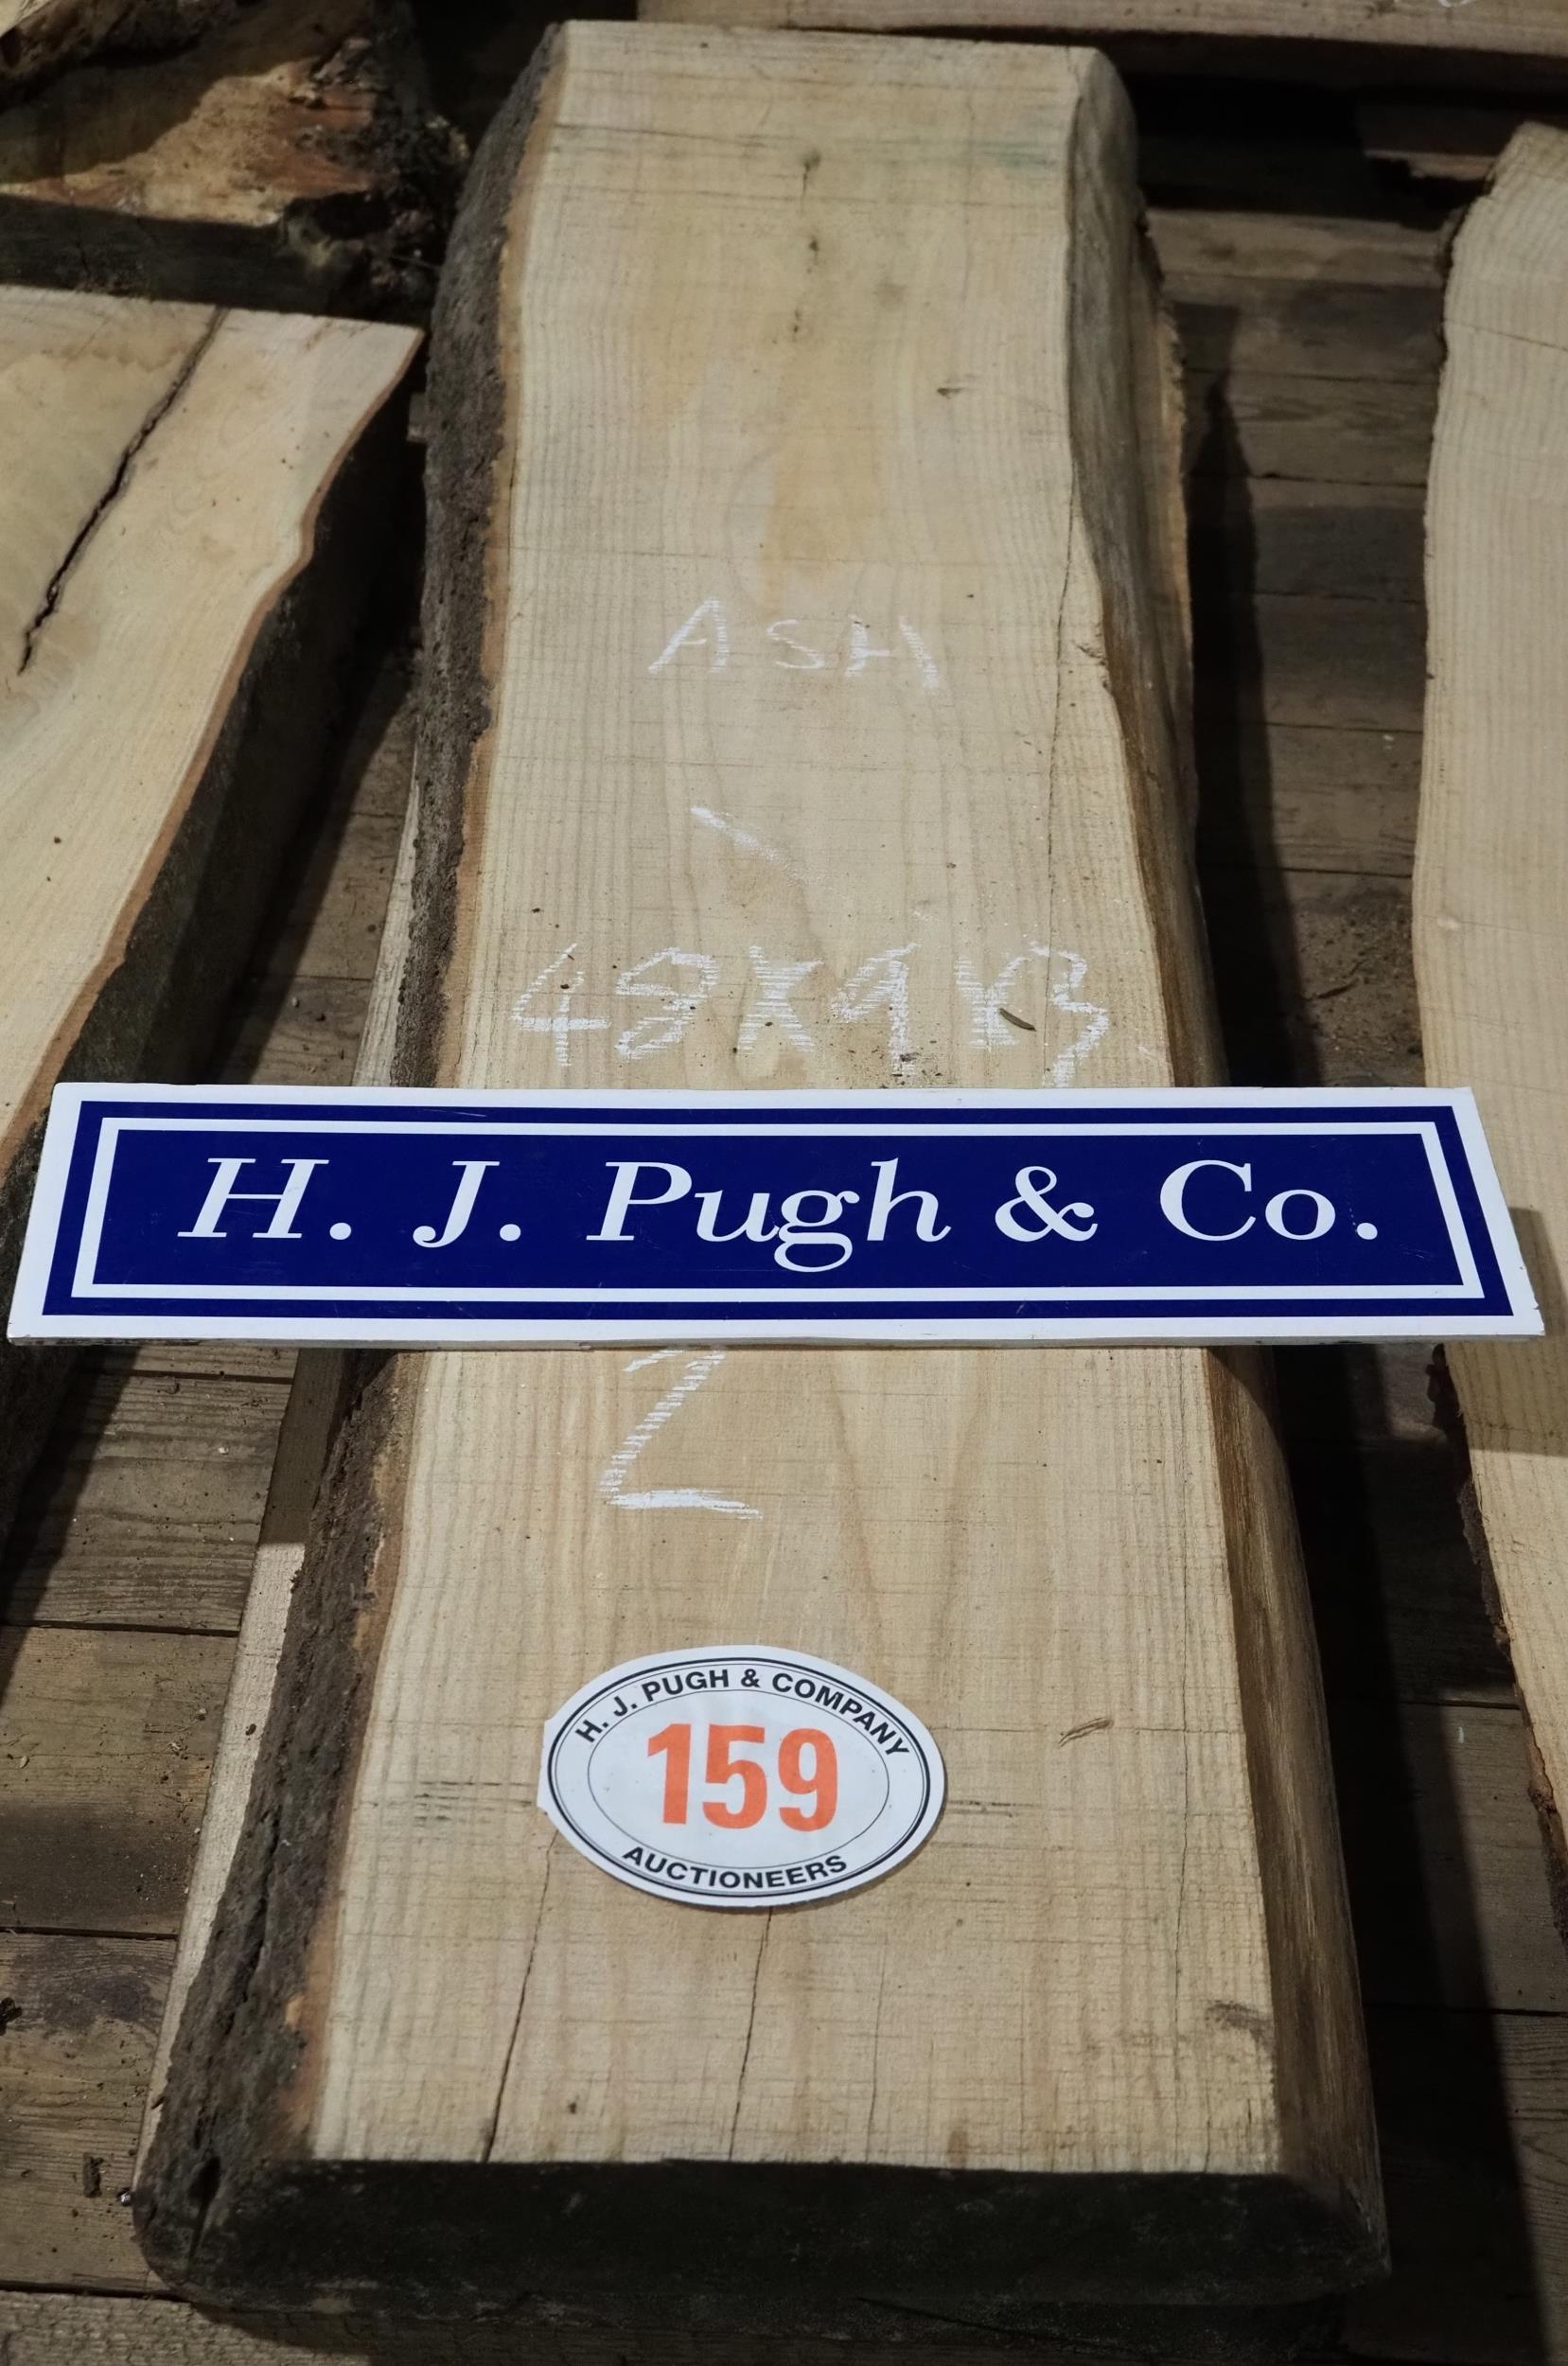 ASH
48X9X3
H. J. Pugh & Co.
2
H. J. PUGH & COMPANY
159
AUCTIONEERS